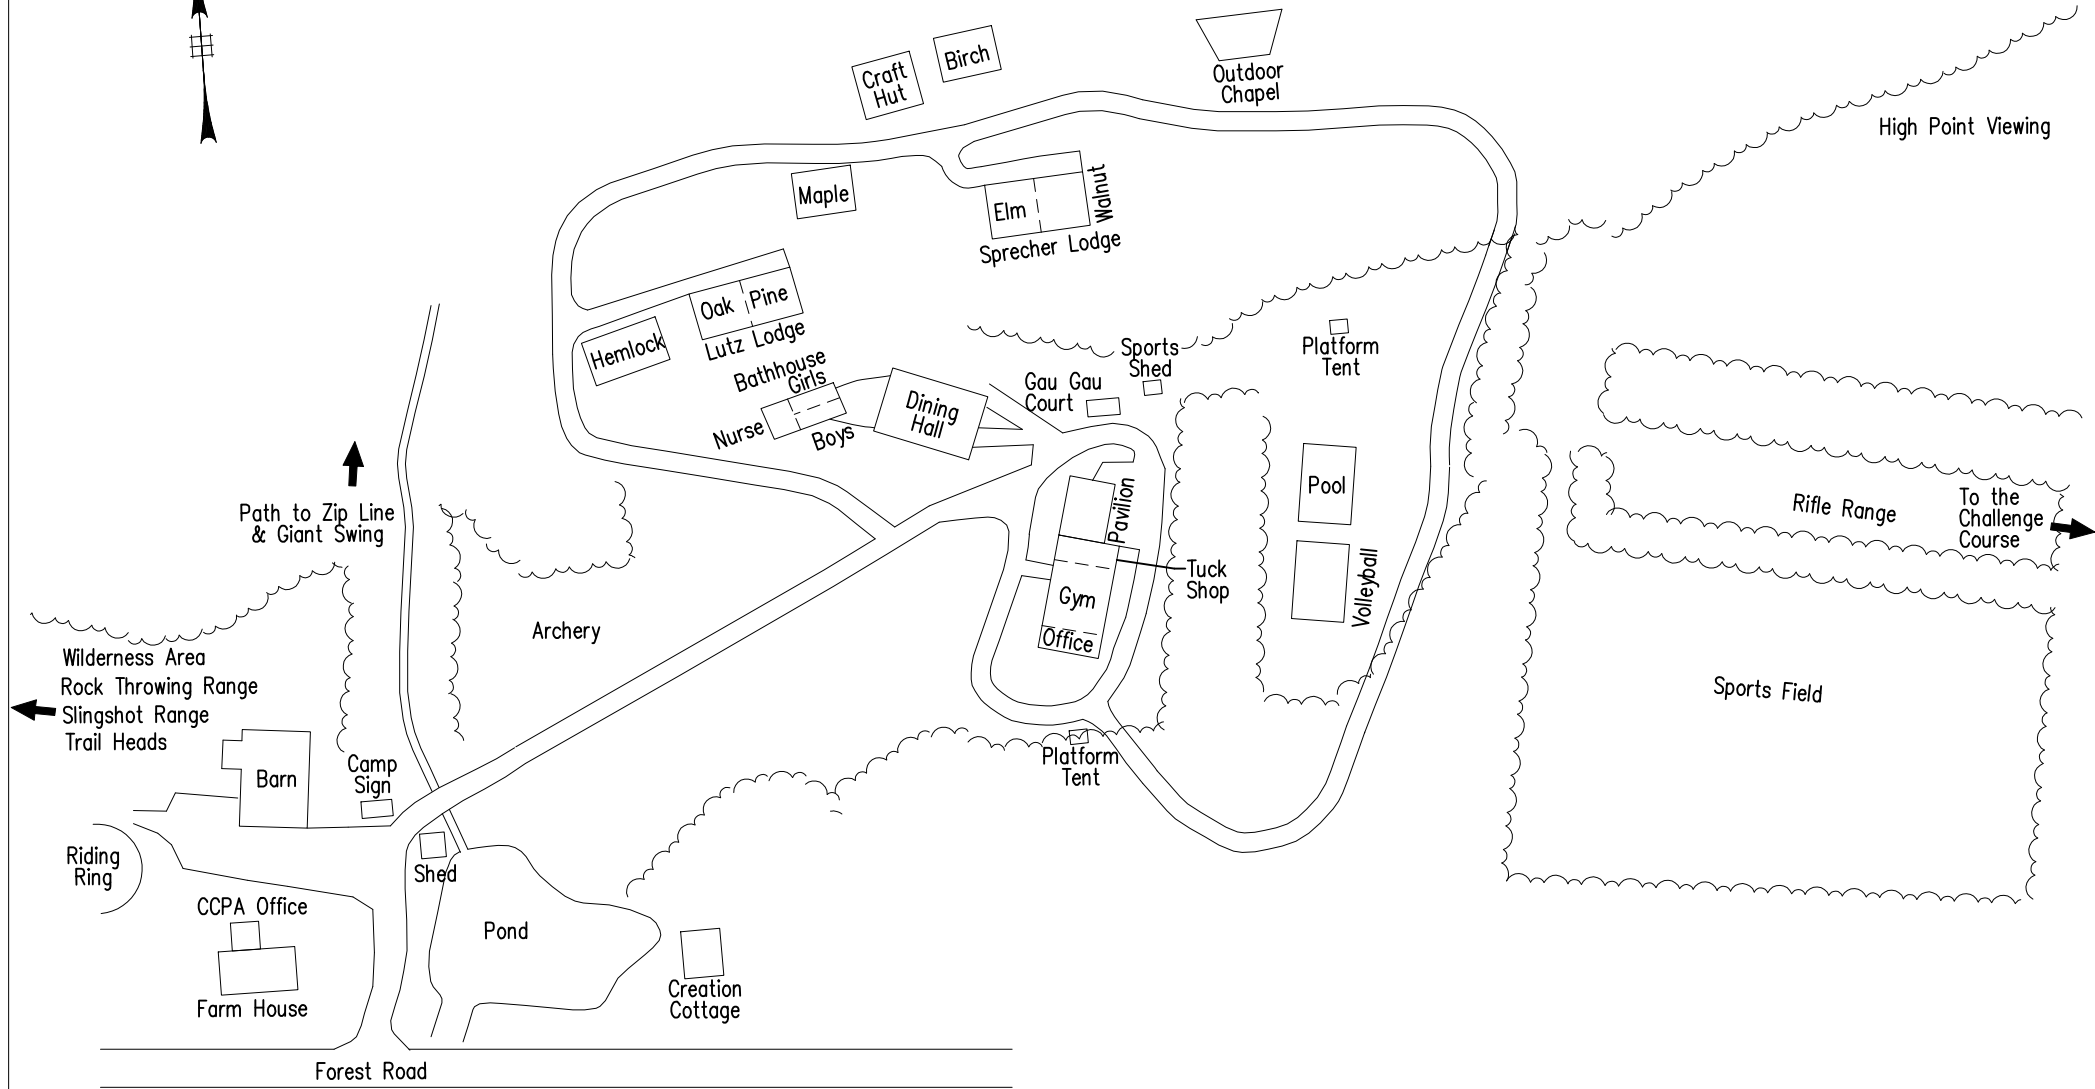 Craft
Hut
Birch
Outdoor
Chapel
High Point Viewing
Maple
Elm
Walnut
Sprecher Lodge
Oak
Pine
Lutz Lodge
Hemlock
Bathhouse
Girls
Nurse
Boys
Dining
Hall
Gau Gau
Court
Sports
Shed
Platform
Tent
Pool
Volleyball
Pavilion
Tuck
Shop
Gym
Office
Rifle Range
To the
Challenge
Course
Sports Field
Path to Zip Line
& Giant Swing
Archery
Wilderness Area
Rock Throwing Range
Slingshot Range
Trail Heads
Barn
Camp
Sign
Platform
Tent
Riding
Ring
Shed
CCPA Office
Farm House
Pond
Creation
Cottage
Forest Road